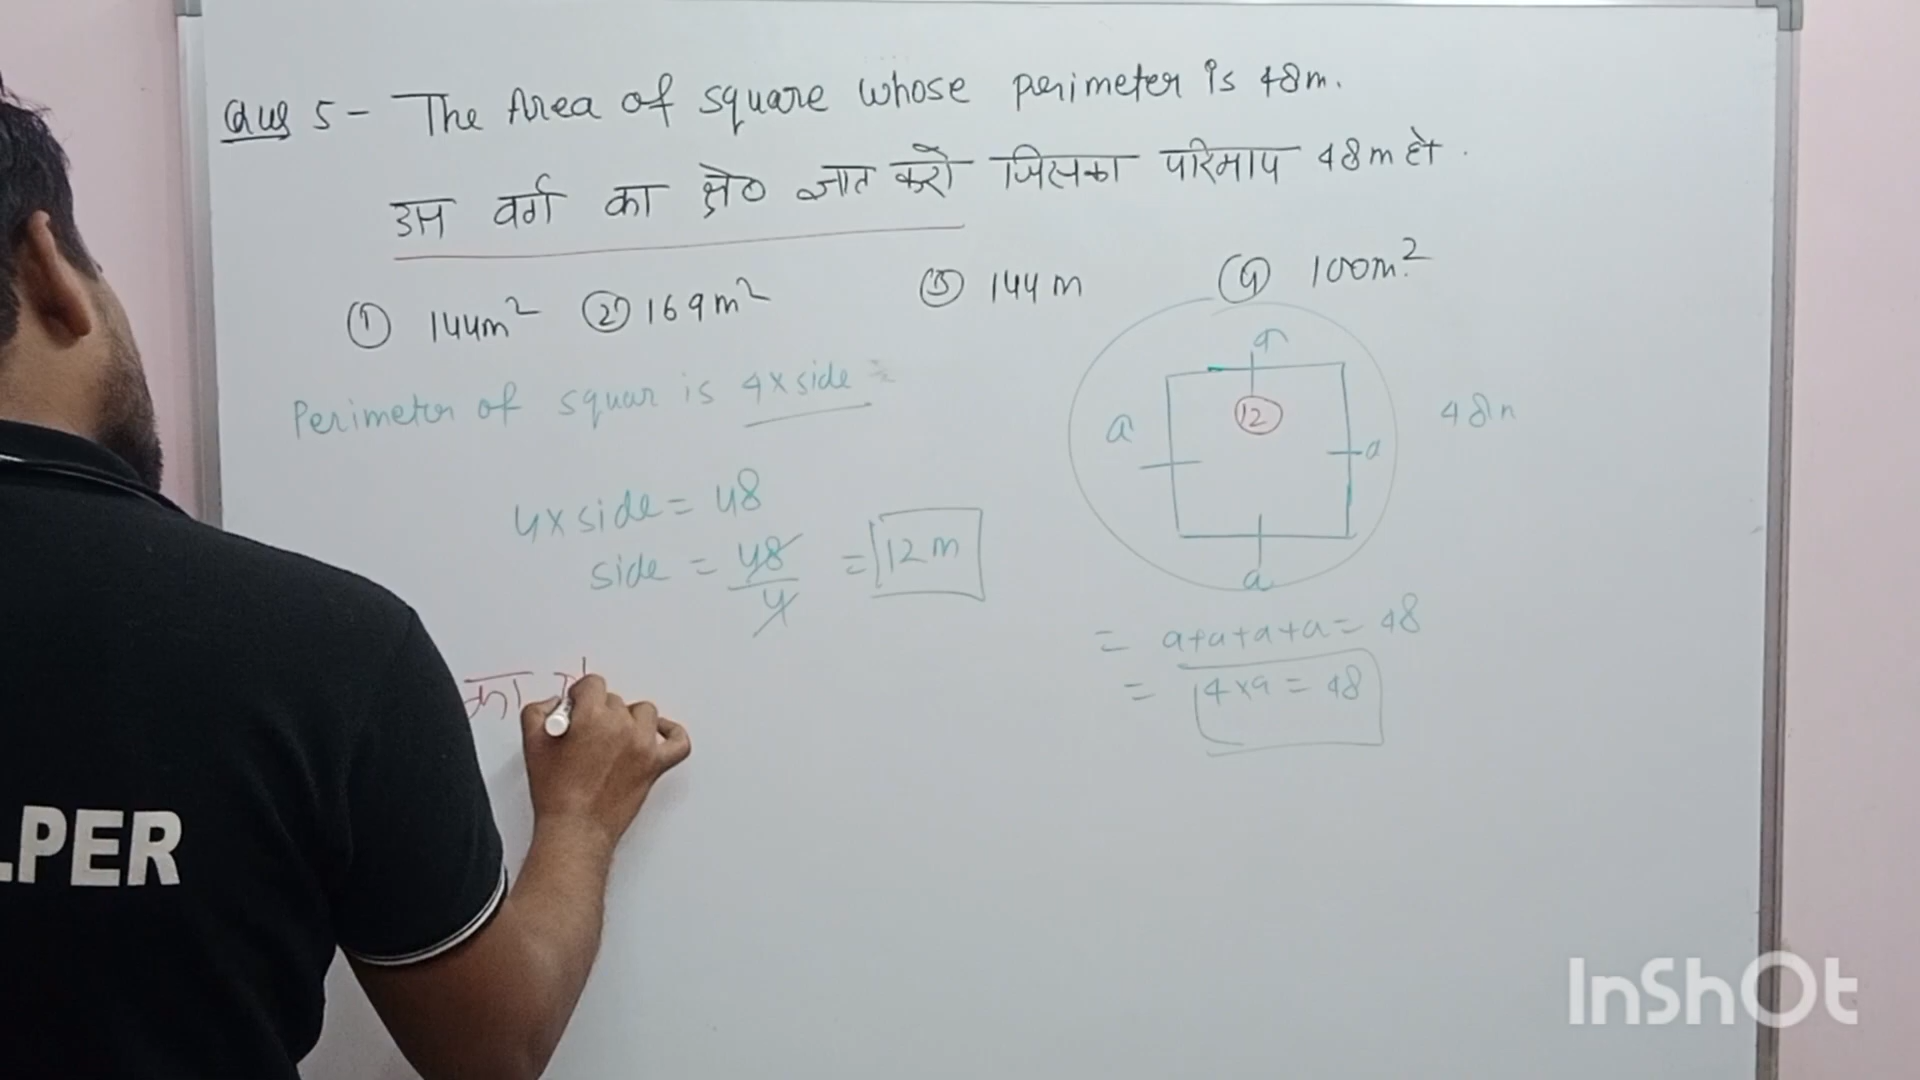 Que 5 - The Area of square whose perimeter is 48m.
उस वर्ग का क्षे० ज्ञात करो जिसका परिमाप 48m हो.
① 144m² ② 169m² ③ 144m ④ 100m²
Perimeter of squar is 4×side
4×side = 48
side = 48/4 = 12m
का
a
12
a
a
a
48m
= a+a+a+a = 48
= 4×a = 48
.PER
InShOt